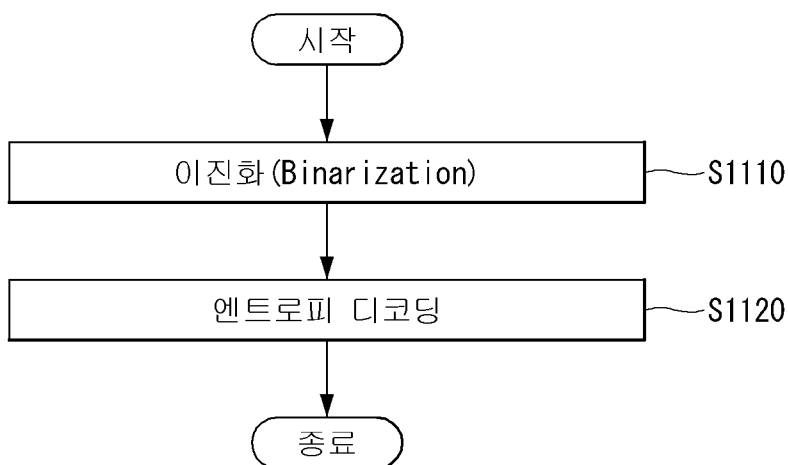 시작
이진화(Binarization)
S1110
엔트로피 디코딩
S1120
종료